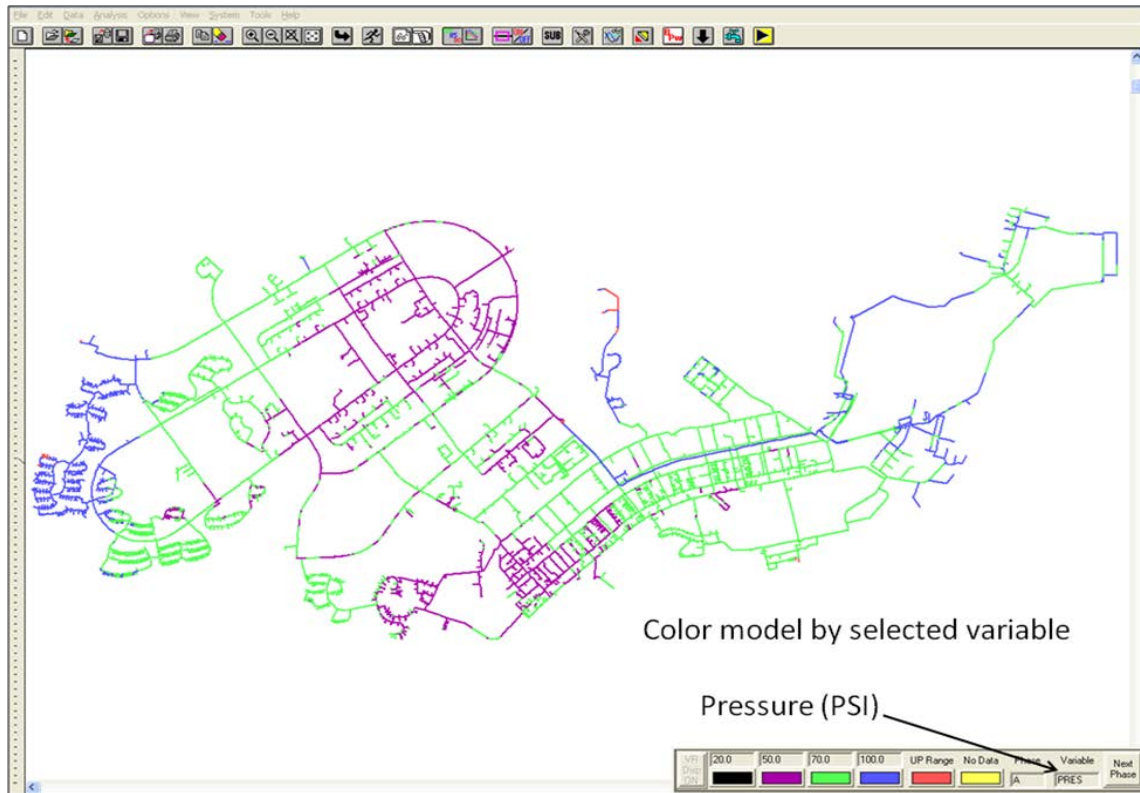 File Edit Data Analysis Options View System Tools Help
SUB
Color model by selected variable
Pressure (PSI)
20.0 50.0 70.0 100.0 UP Range No Data Phase Variable Next Phase
A PRES